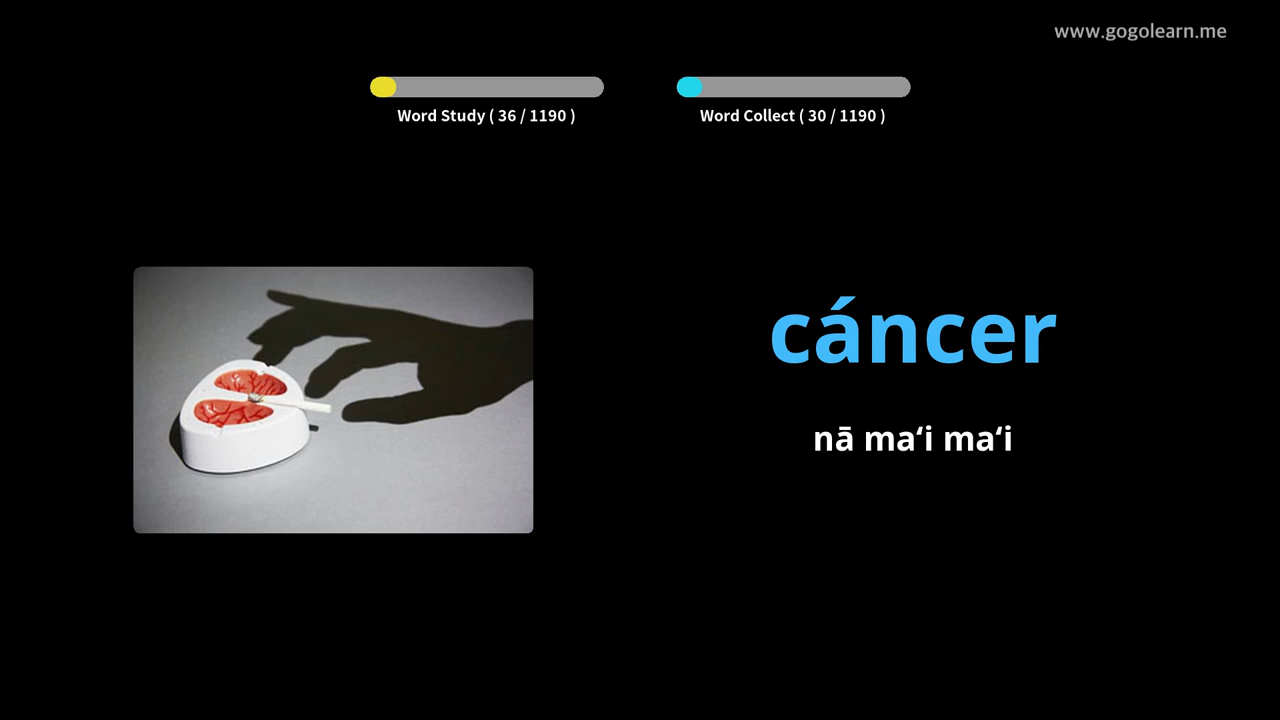 www.gogolearn.me
Word Study ( 36 / 1190 )
Word Collect ( 30 / 1190 )
cáncer
nā maʻi maʻi